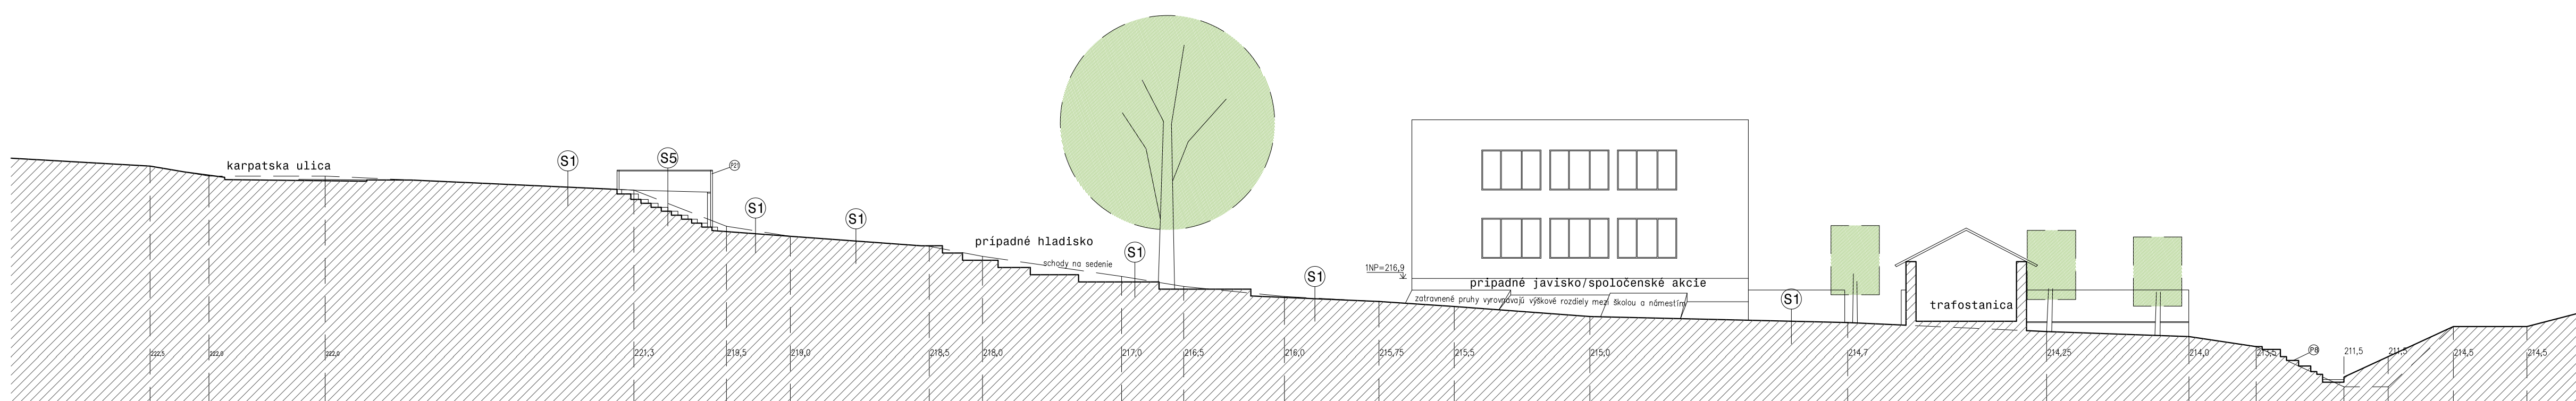 karpatska ulica
S1
S5
P21
S1
S1
prípadné hladisko
schody na sedenie
S1
S1
1NP=216,9
prípadné javisko/spoločenské akcie
zatravnené pruhy vyrovnávajú výškové rozdiely mezi školou a námestím
S1
trafostanica
P8
222,5
222,0
222,0
221,3
219,5
219,0
218,5
218,0
217,0
216,5
216,0
215,75
215,5
215,0
214,7
214,25
214,0
213,5
211,5
211,5
214,5
214,5